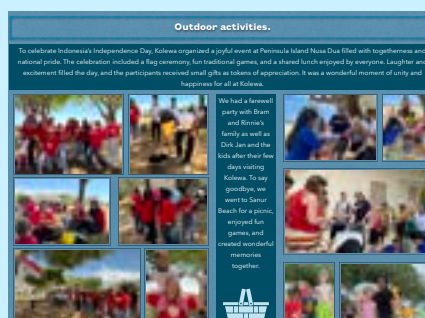 Outdoor activities.
To celebrate Indonesia's Independence Day, Kolewa organized a joyful event at Peninsula Island Nusa Dua filled with togetherness and
national pride. The celebration included a flag ceremony, fun traditional games, and a shared lunch enjoyed by everyone. Laughter and
excitement filled the day, and the participants received small gifts as tokens of appreciation. It was a wonderful moment of unity and
happiness for all at Kolewa.
We had a farewell
party with Bram
and Rinnie's
family as well as
Dirk Jan and the
kids after their few
days visiting
Kolewa. To say
goodbye, we
went to Sanur
Beach for a picnic,
enjoyed fun
games, and
created wonderful
memories
together.